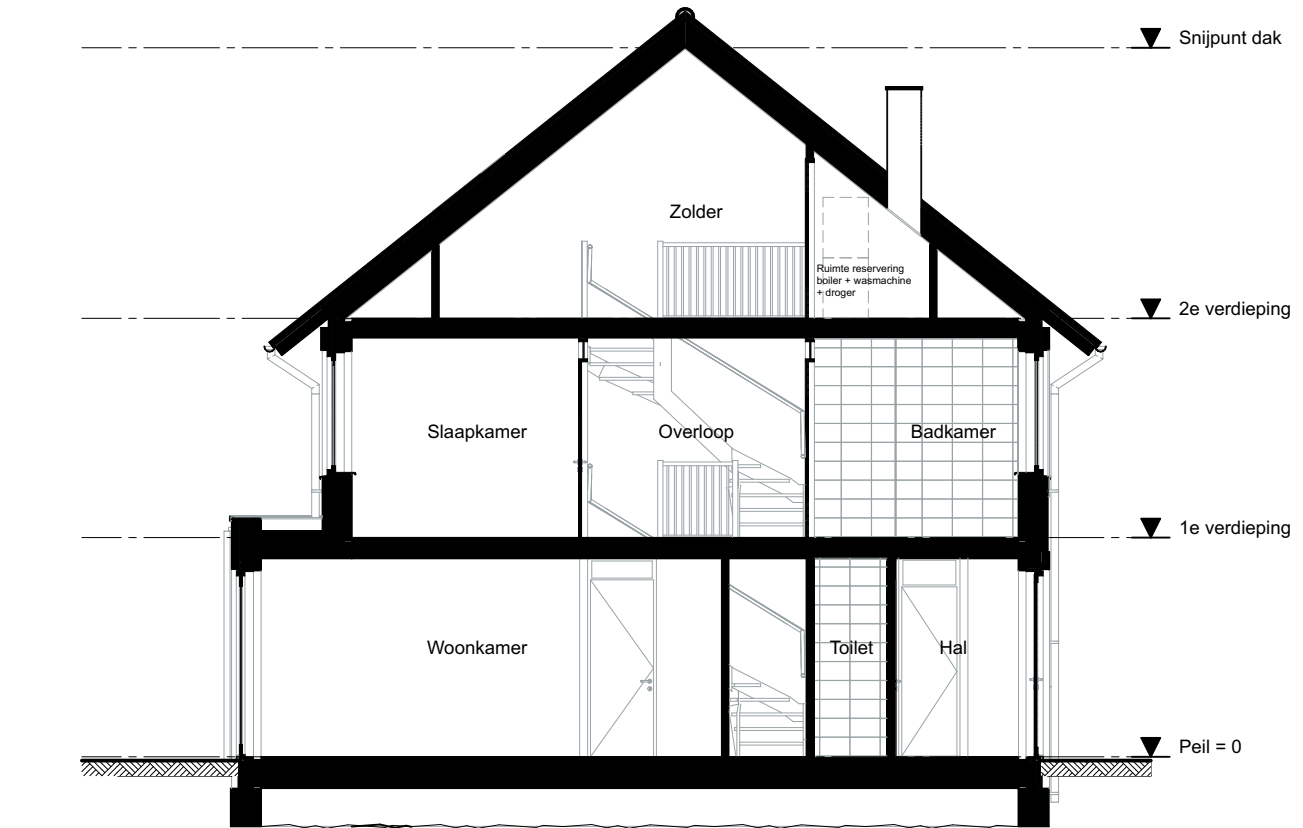 Snijpunt dak
Zolder
Ruimte reservering
boiler + wasmachine
+ droger
2e verdieping
Slaapkamer
Overloop
Badkamer
1e verdieping
Woonkamer
Toilet
Hal
Peil = 0